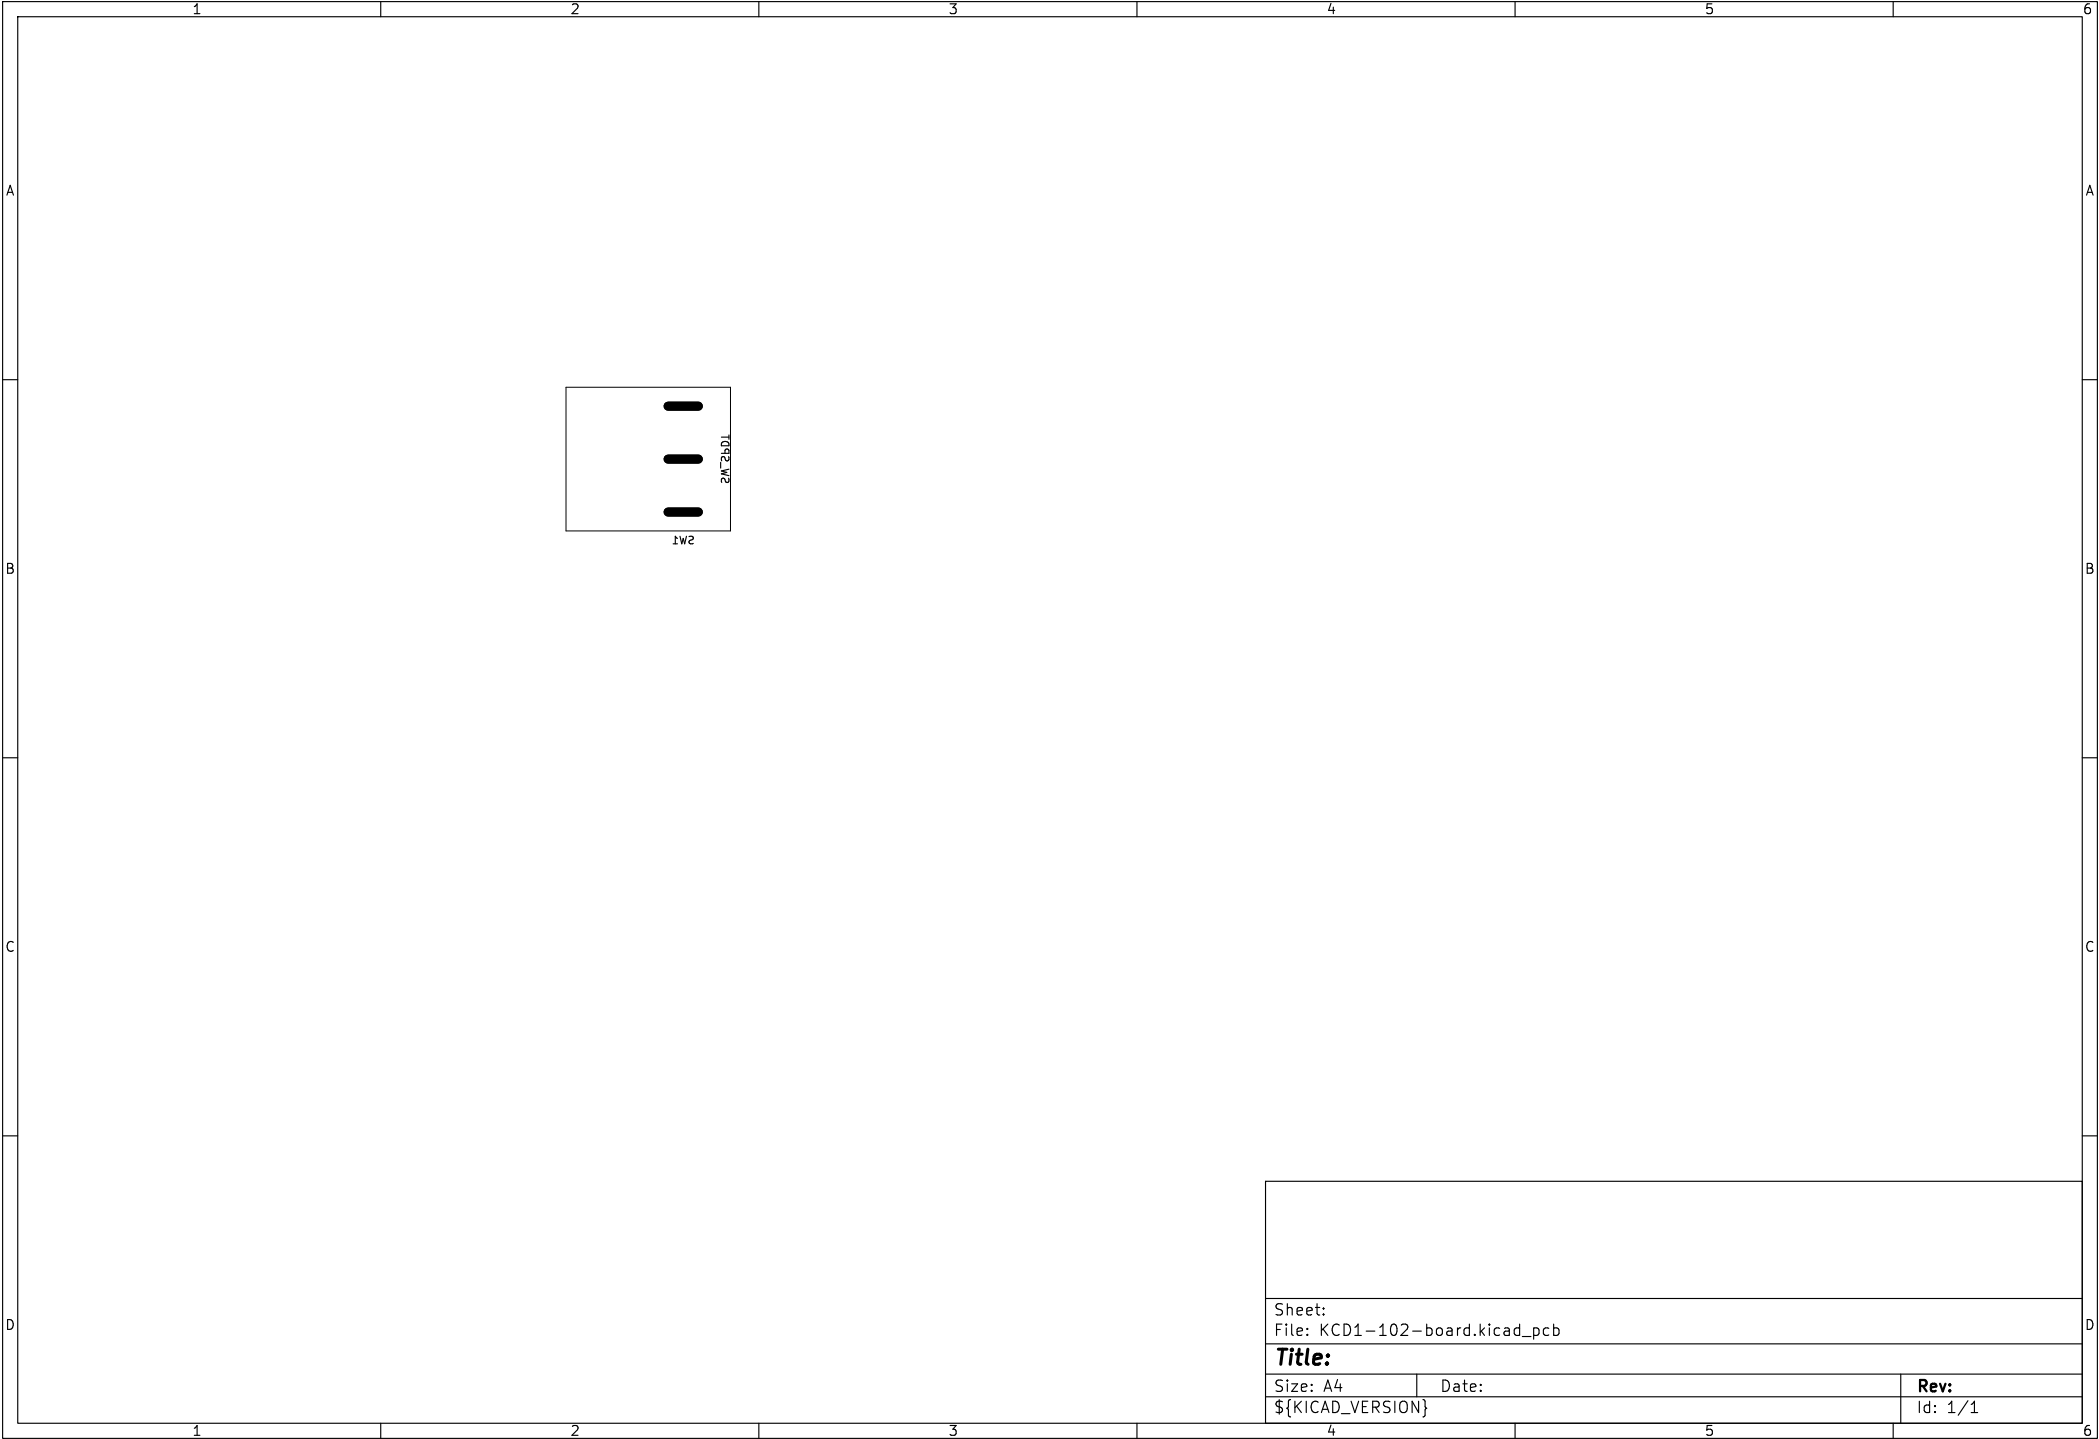 1 2 3 4 5 6
A A
SW_SPDT
SW1
B B
C C
Sheet:
File: KCD1-102-board.kicad_pcb
D D
Title:
Size: A4 Date: Rev:
${KICAD_VERSION} Id: 1/1
1 2 3 4 5 6